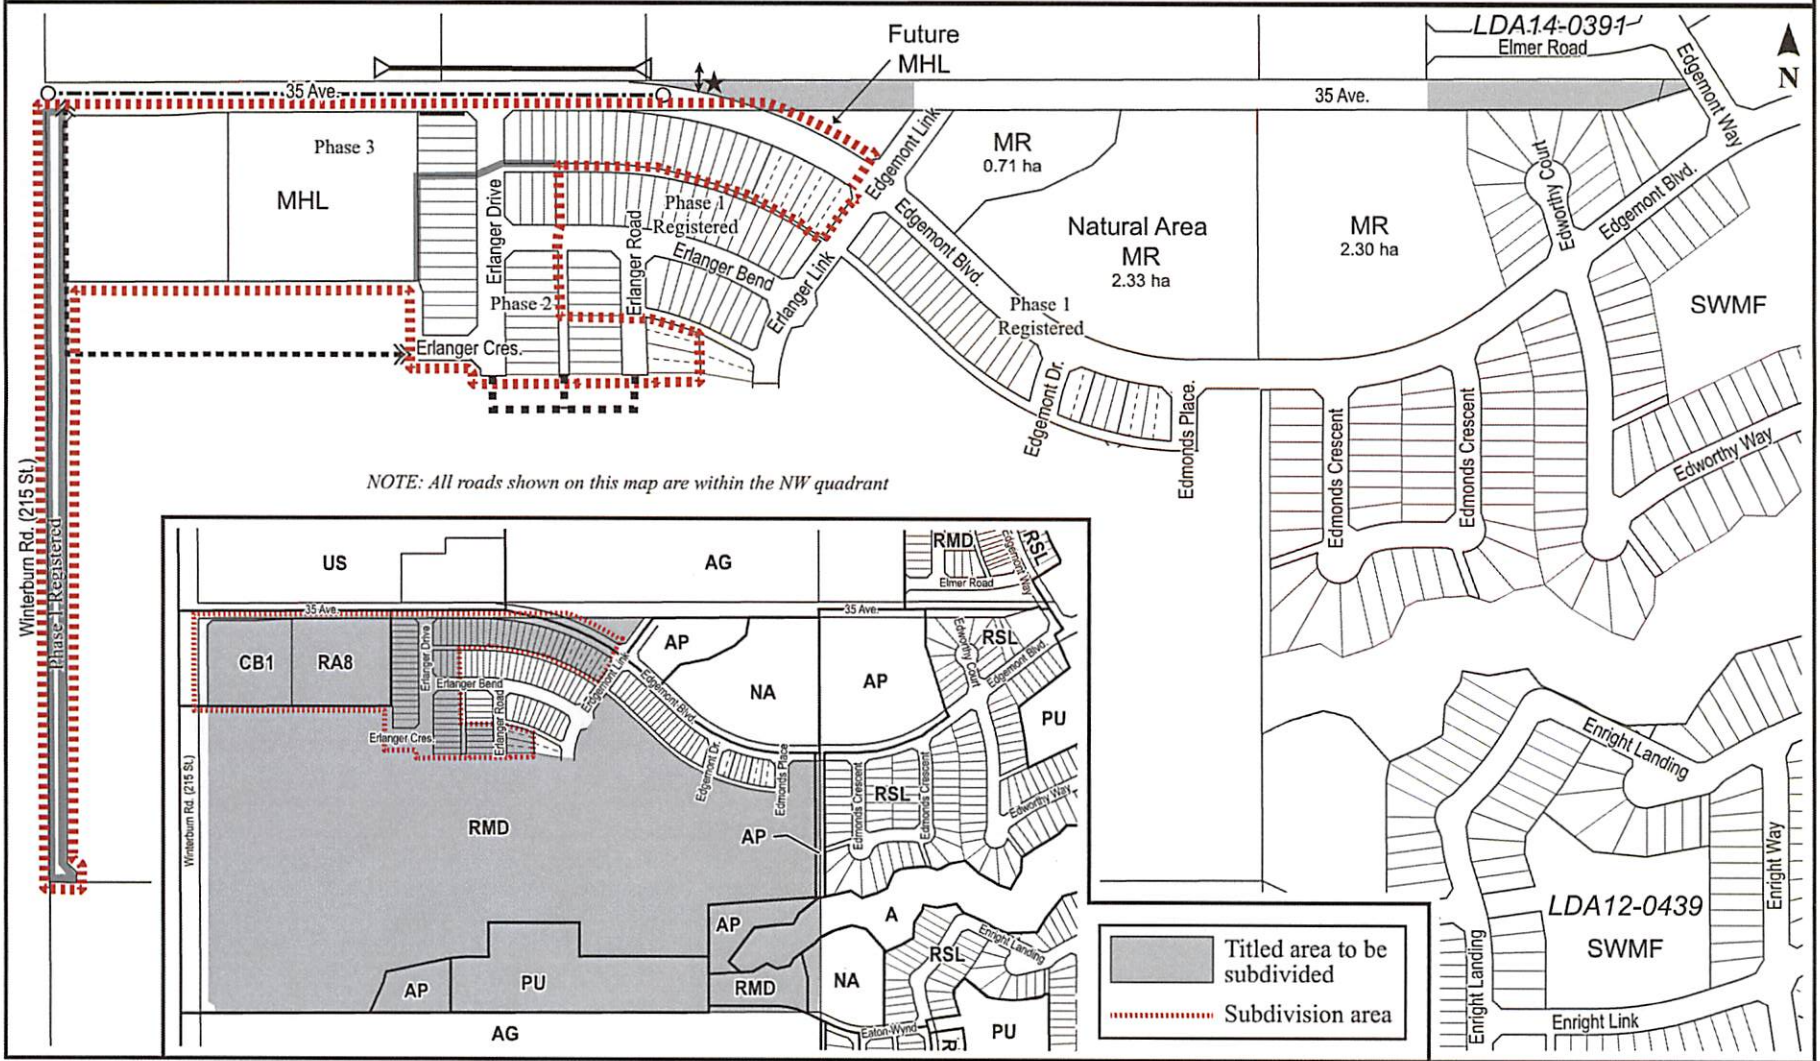 LDA14-0391
Elmer Road
Future
MHL
Edgemont Way
N
35 Ave.
35 Ave.
Phase 3
MHL
Edgemont Link
MR
0.71 ha
Edworthy Court
Edgemont Blvd.
Erlanger Drive
Phase 1
Registered
Erlanger Road
Edgemont Blvd.
Natural Area
MR
2.33 ha
MR
2.30 ha
Erlanger Bend
Erlanger Link
Phase 2
Phase 1
Registered
SWMF
Erlanger Cres.
Edgemont Dr.
Edmonds Place.
Edmonds Crescent
Edmonds Crescent
Edworthy Way
Winterburn Rd. (215 St.)
Phase 1 Registered
NOTE: All roads shown on this map are within the NW quadrant
US
AG
RMD
RSL
Elmer Road
Edgemont Way
35 Ave.
35 Ave.
CB1
RA8
Erlanger Drive
Edgemont Link
AP
NA
AP
Edworthy Court
RSL
Edgemont Blvd.
Erlanger Bend
Erlanger Road
Edgemont Blvd.
PU
Erlanger Cres.
Edgemont Dr.
Edmonds Place
Edmonds Crescent
RSL
Edmonds Crescent
Edworthy Way
Winterburn Rd. (215 St.)
RMD
AP
AP
A
RSL
Enright Landing
AP
PU
RMD
NA
AG
Eaton Wynd
R
PU
Enright Landing
Enright Way
LDA12-0439
SWMF
Enright Landing
Enright Link
Titled area to be
subdivided
Subdivision area